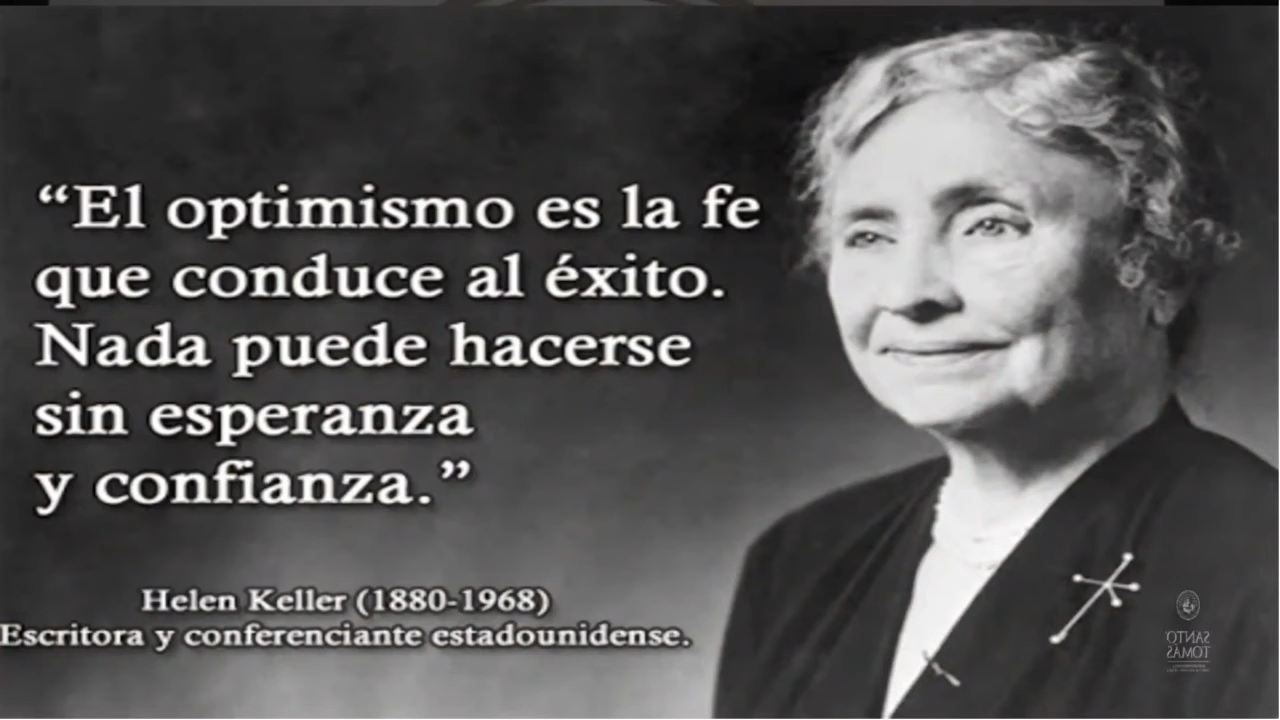 “El optimismo es la fe
que conduce al éxito.
Nada puede hacerse
sin esperanza
y confianza.”
Helen Keller (1880-1968)
Escritora y conferenciante estadounidense.
SANTO
TOMÁS